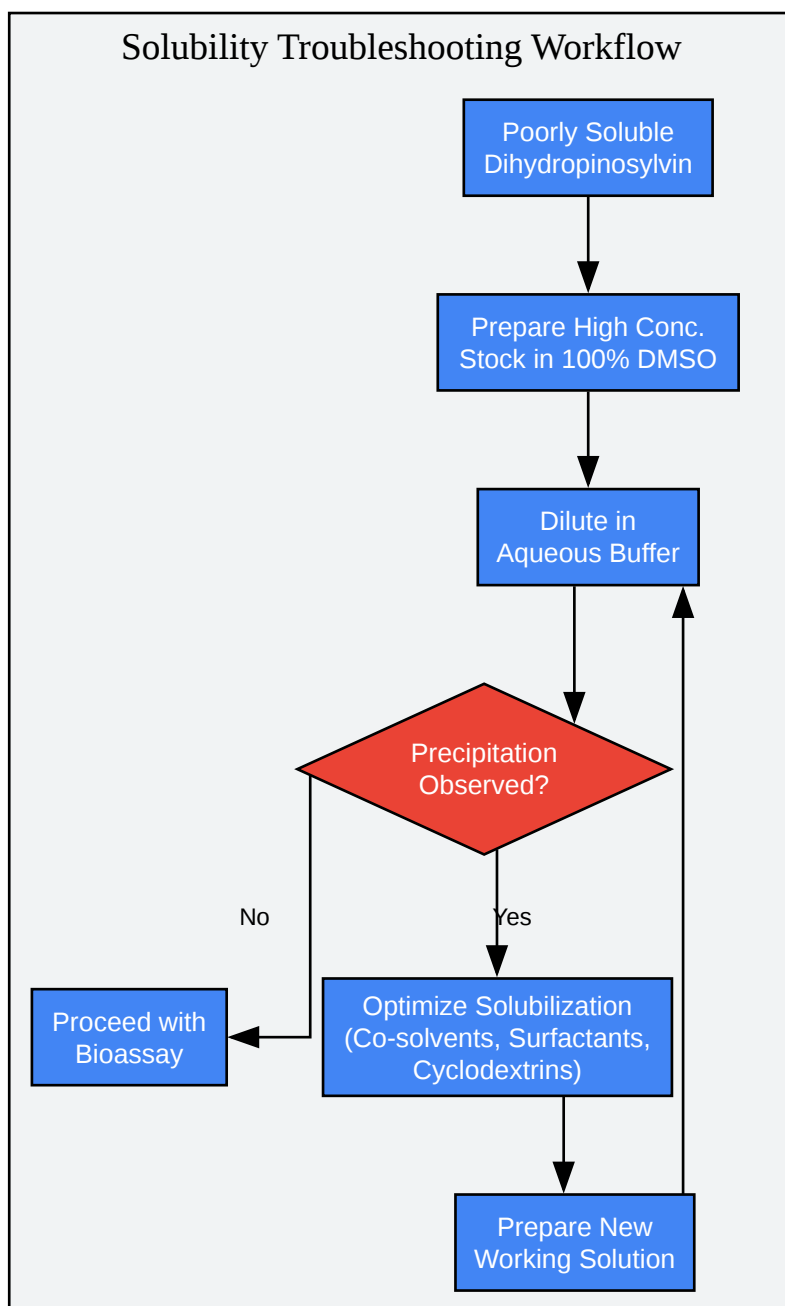 Solubility Troubleshooting Workflow
Poorly Soluble
Dihydropinosylvin
Prepare High Conc.
Stock in 100% DMSO
Dilute in
Aqueous Buffer
Precipitation
Observed?
No
Yes
Proceed with
Bioassay
Optimize Solubilization
(Co-solvents, Surfactants,
Cyclodextrins)
Prepare New
Working Solution